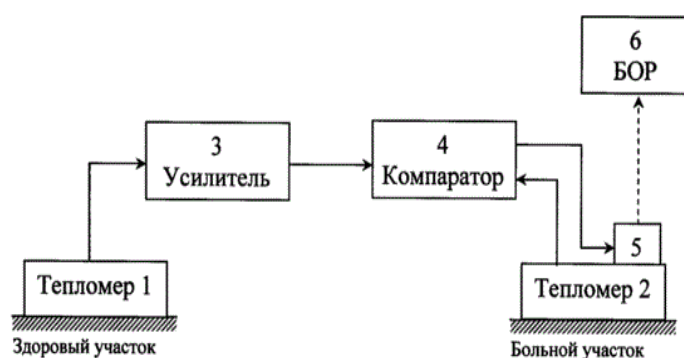 6
БОР
3
Усилитель
4
Компаратор
5
Тепломер 1
Тепломер 2
Здоровый участок
Больной участок